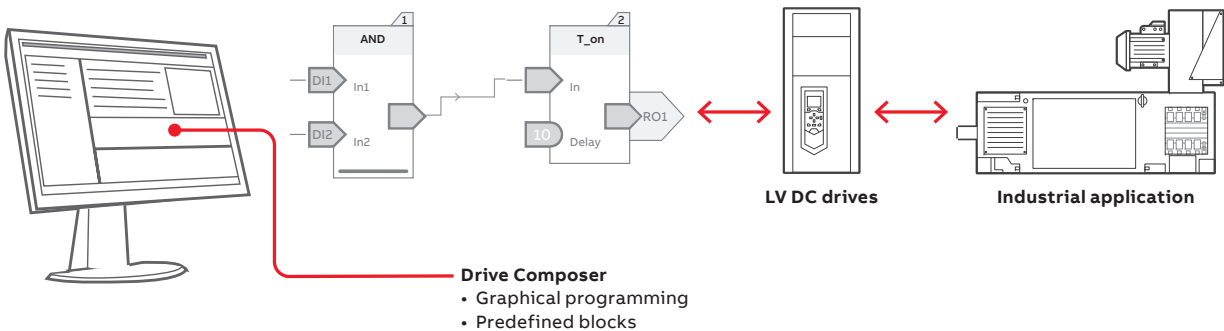 1
AND
DI1
In1
DI2
In2
2
T_on
In
10
Delay
RO1
LV DC drives
Industrial application
Drive Composer
• Graphical programming
• Predefined blocks